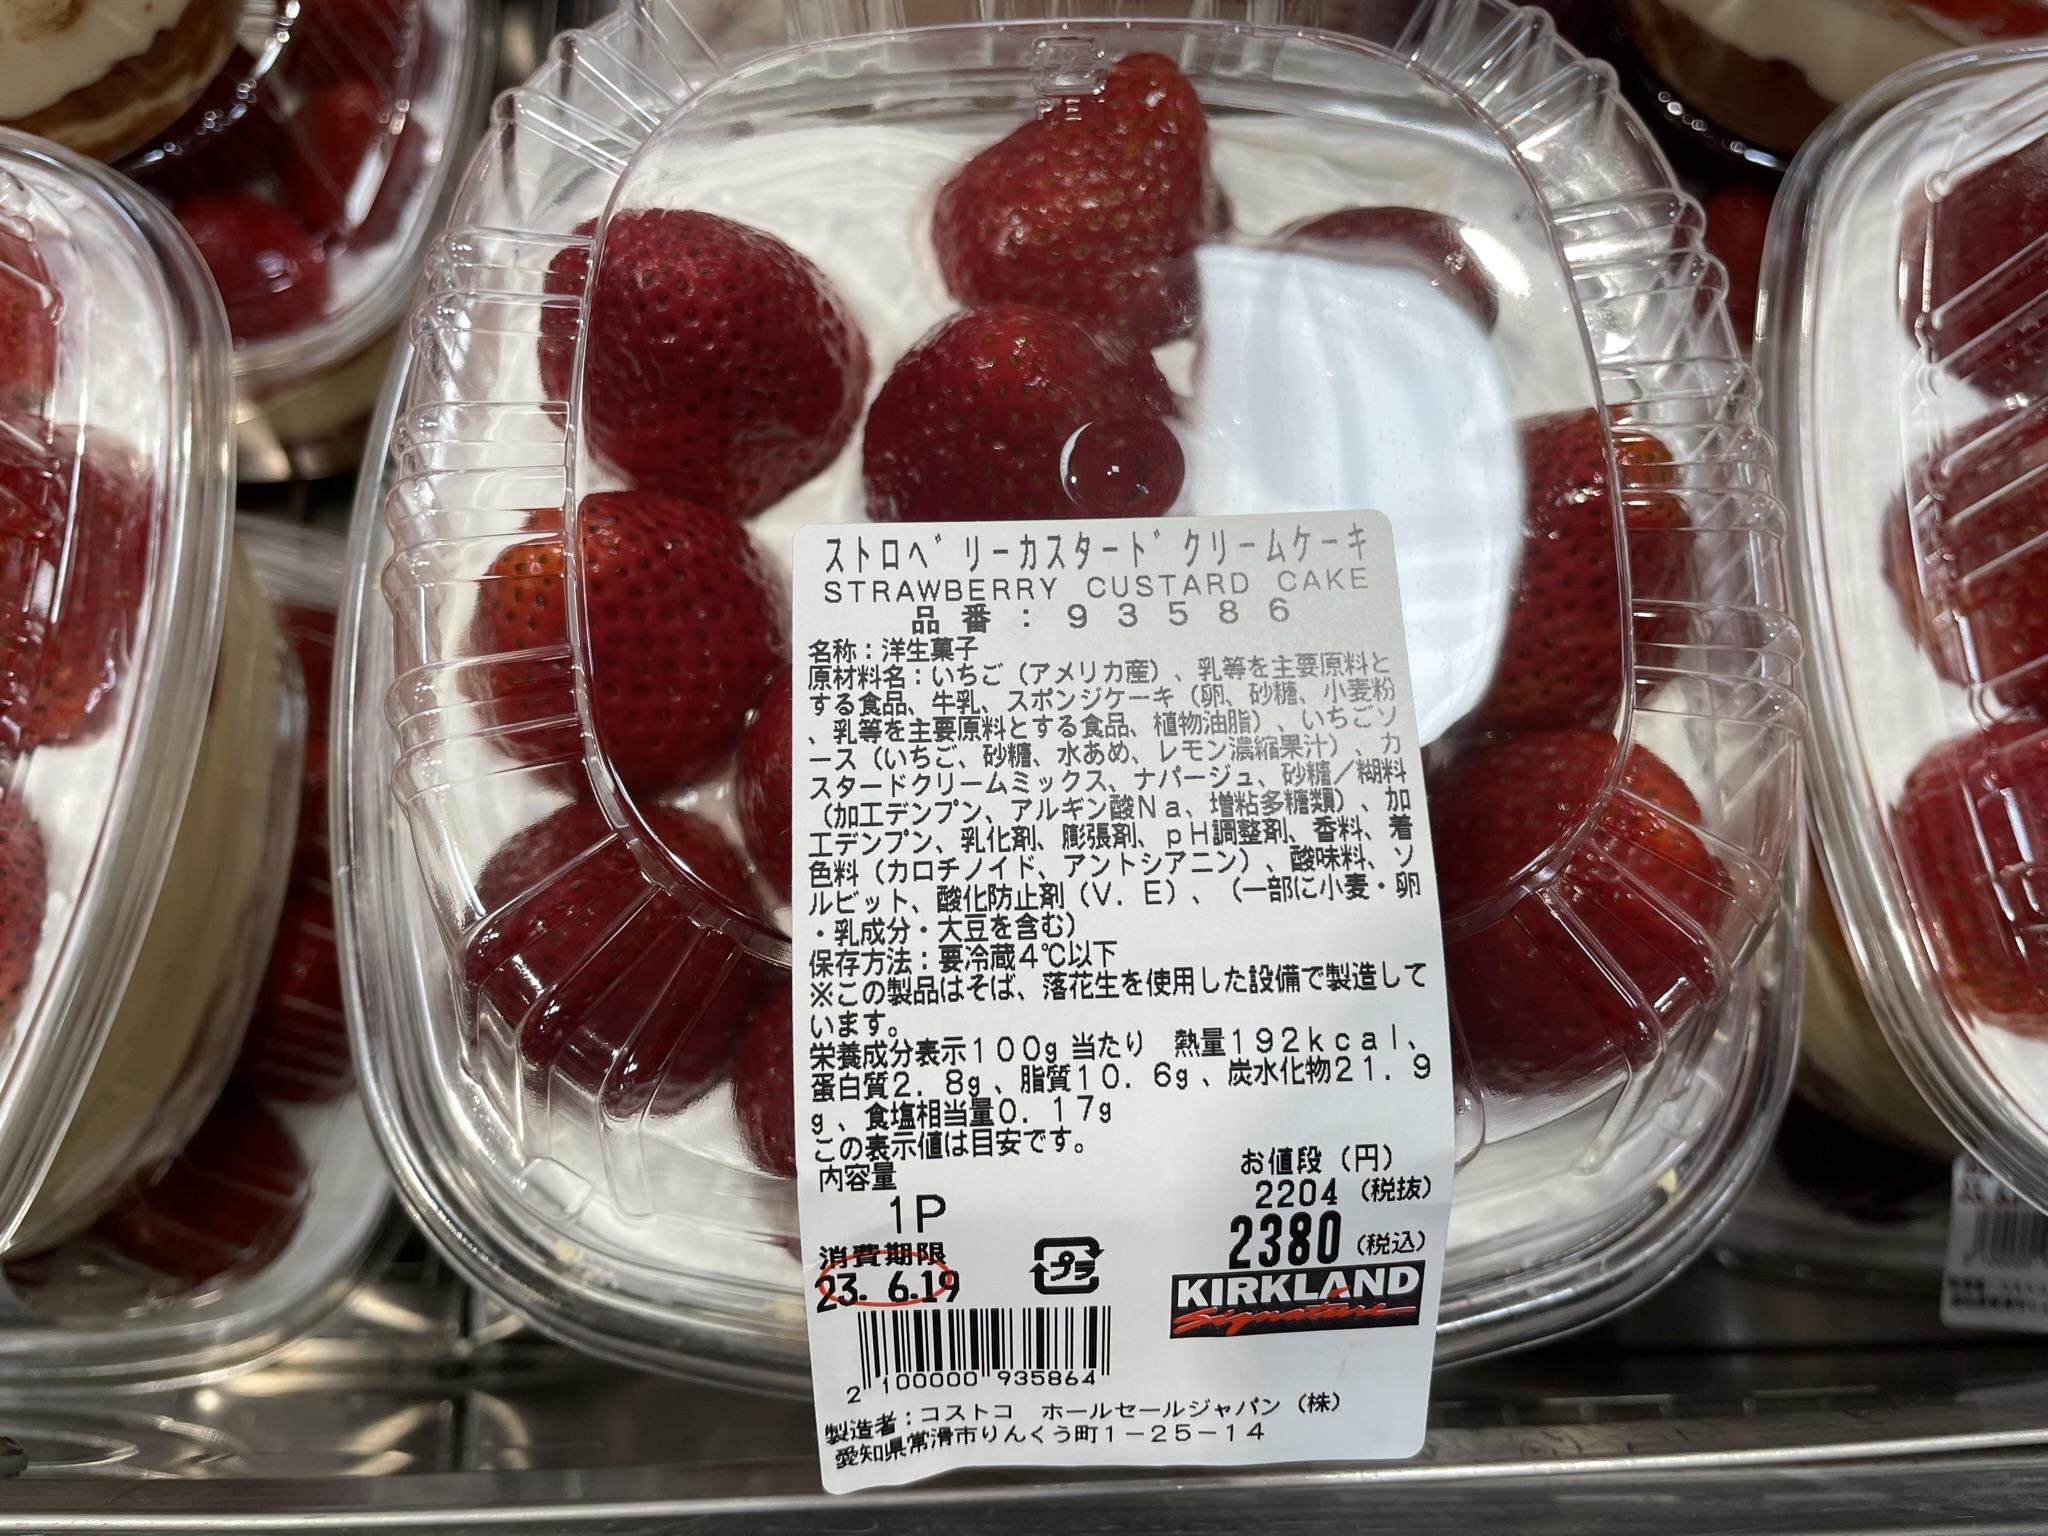 ストロベリーカスタードクリームケーキ
STRAWBERRY CUSTARD CAKE
品番:93586
名称:洋生菓子
原材料名:いちご(アメリカ産)、乳等を主要原料と
する食品、牛乳、スポンジケーキ(卵、砂糖、小麦粉
、乳等を主要原料とする食品、植物油脂)、いちごソ
ース(いちご、砂糖、水あめ、レモン濃縮果汁)、カ
スタードクリームミックス、ナパージュ、砂糖/糊料
(加工デンプン、アルギン酸Na、増粘多糖類)、加
工デンプン、乳化剤、膨張剤、pH調整剤、香料、着
色料(カロチノイド、アントシアニン)、酸味料、ソ
ルビット、酸化防止剤(V.E)、(一部に小麦・卵
・乳成分・大豆を含む)
保存方法:要冷蔵4℃以下
※この製品はそば、落花生を使用した設備で製造して
います。
栄養成分表示100g当たり 熱量192kcal、
蛋白質2.8g、脂質10.6g、炭水化物21.9
g、食塩相当量0.17g
この表示値は目安です。
内容量
1P
お値段(円)
2204(税抜)
2380(税込)
消費期限
23. 6.19
プラ
KIRKLAND
Signature
2 100000 935864
製造者:コストコ ホールセールジャパン(株)
愛知県常滑市りんくう町1-25-14